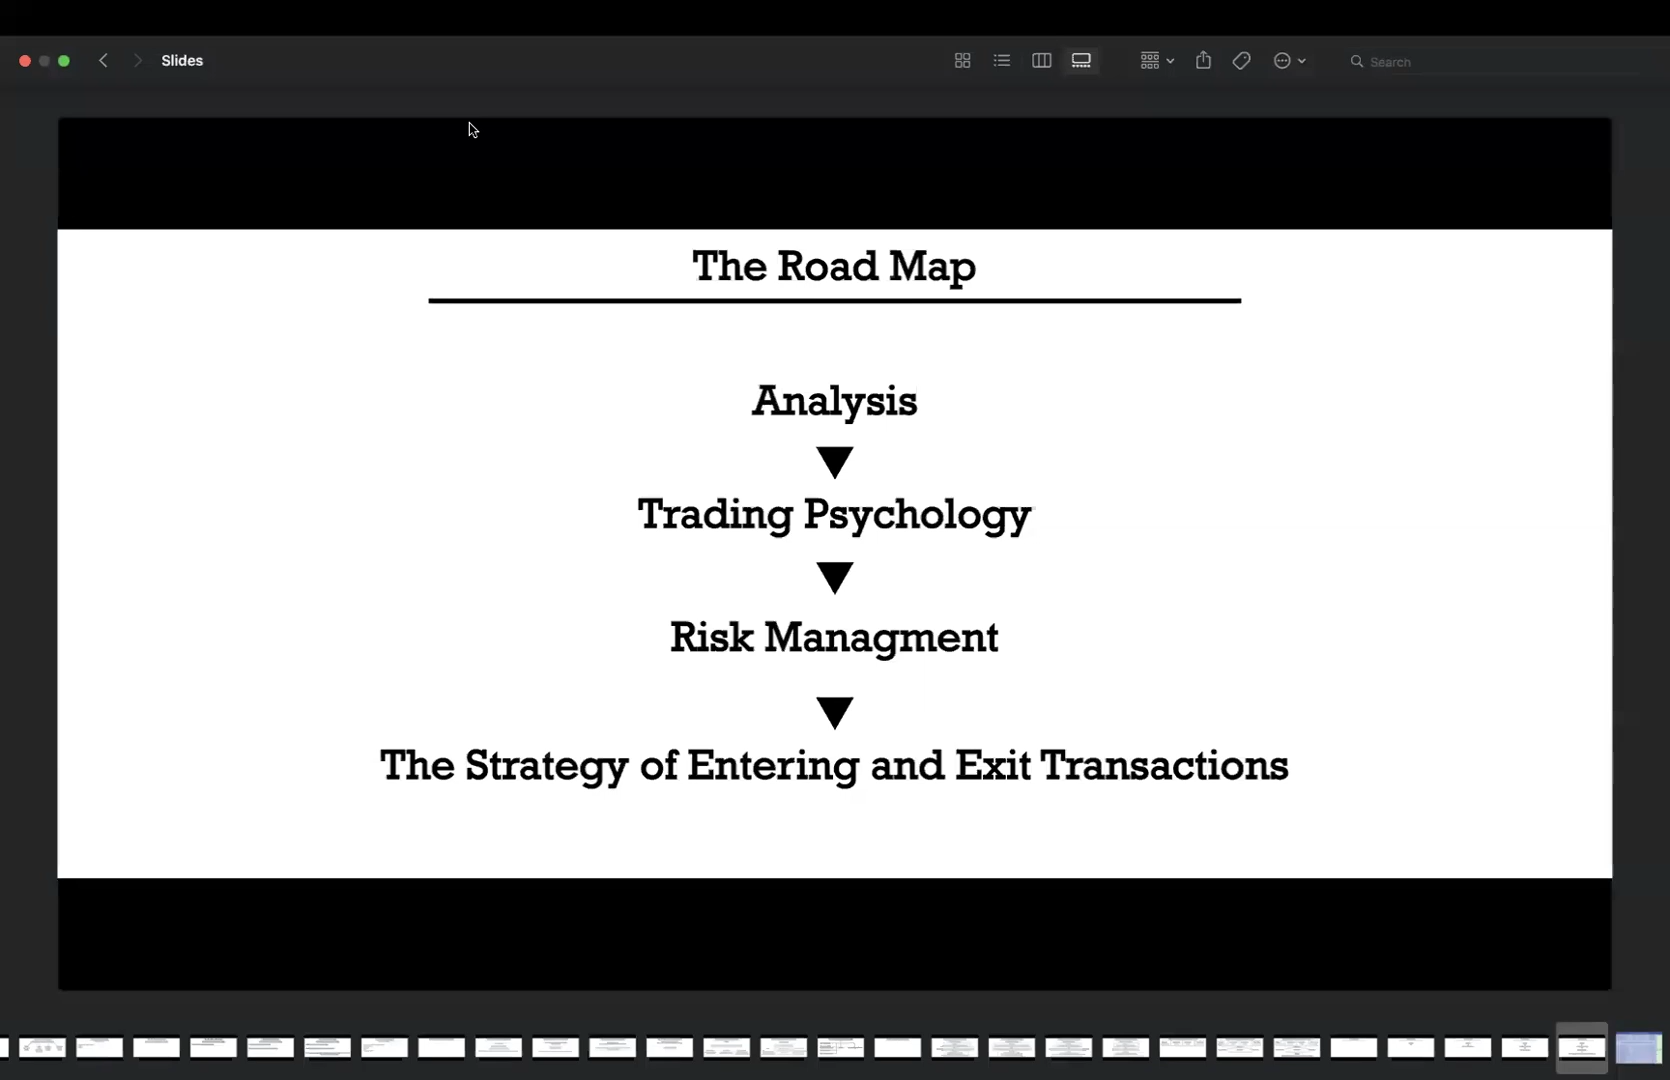 Slides
Search
The Road Map
Analysis
Trading Psychology
Risk Managment
The Strategy of Entering and Exit Transactions